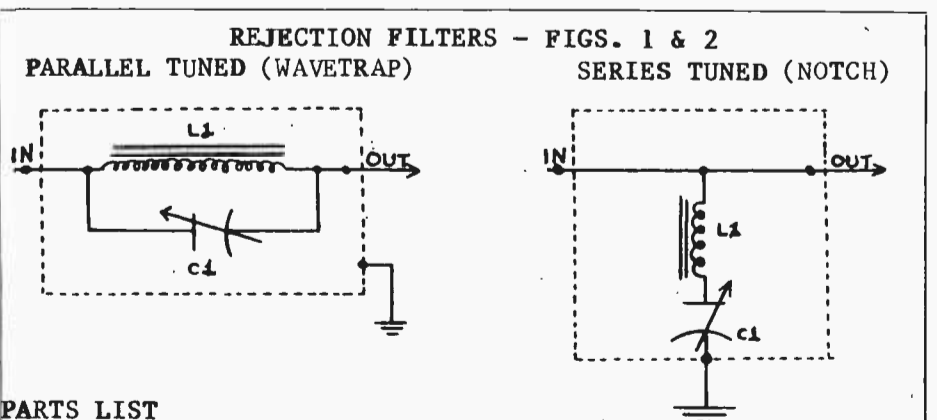 REJECTION FILTERS - FIGS. 1 & 2
PARALLEL TUNED (WAVETRAP)
SERIES TUNED (NOTCH)
L1
IN
OUT
C1
IN
OUT
L1
C1
PARTS LIST